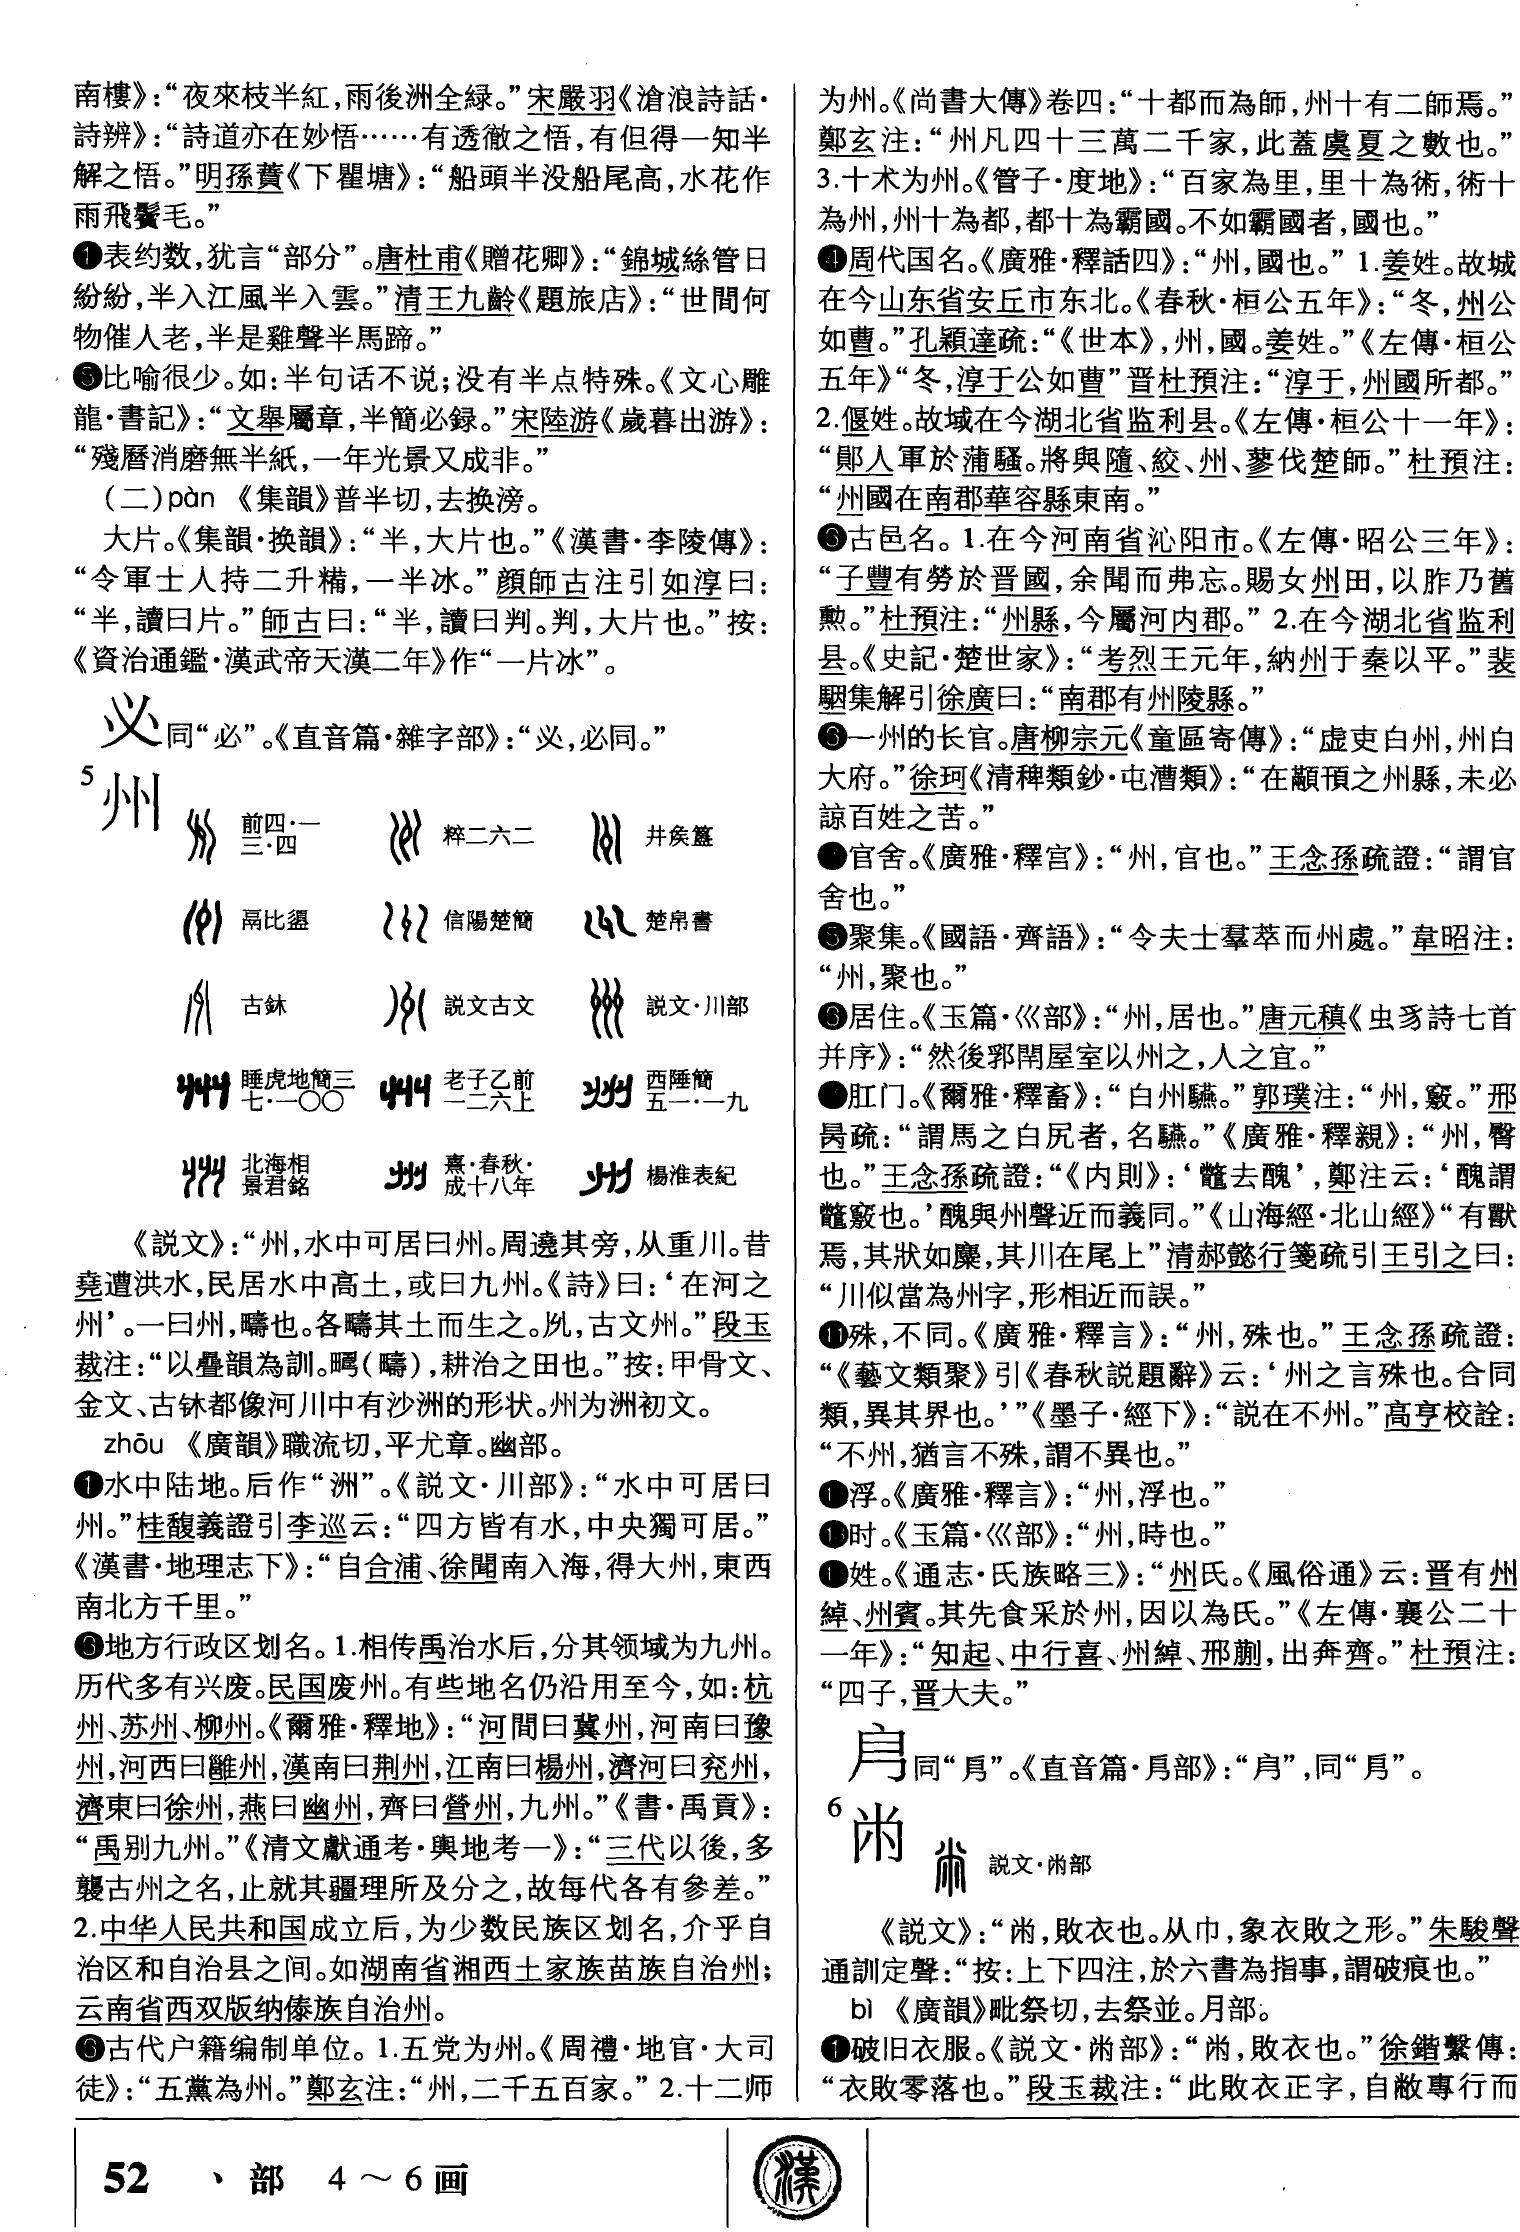 南樓》：“夜來枝半紅，雨後洲全緑。”宋嚴羽《滄浪詩話·
詩辨》：“詩道亦在妙悟……有透徹之悟，有但得一知半
解之悟。”明孫蕡《下瞿塘》：“船頭半没船尾高，水花作
雨飛鬢毛。”
❶表约数，犹言“部分”。唐杜甫《贈花卿》：“錦城絲管日
紛紛，半入江風半入雲。”清王九齡《題旅店》：“世間何
物催人老，半是雞聲半馬蹄。”
❺比喻很少。如：半句话不说；没有半点特殊。《文心雕
龍·書記》：“文舉屬章，半簡必録。”宋陸游《歲暮出游》：
“殘曆消磨無半紙，一年光景又成非。”
（二）pàn 《集韻》普半切，去换滂。
大片。《集韻·换韻》：“半，大片也。”《漢書·李陵傳》：
“令軍士人持二升糒，一半冰。”顔師古注引如淳曰：
“半，讀曰片。”師古曰：“半，讀曰判。判，大片也。”按：
《資治通鑑·漢武帝天漢二年》作“一片冰”。
㐅同“必”。《直音篇·雜字部》：“，必同。”
5
州
前四·一三·四 粹二六二 井矦簋
鬲比盨 信陽楚簡 楚帛書
古鉢 説文古文 説文·川部
睡虎地簡三七·一〇〇 老子乙前一二六上 西陲簡五一·一九
北海相景君銘 熹·春秋·成十八年 楊淮表紀
《説文》：“州，水中可居曰州。周遶其旁，从重川。昔
堯遭洪水，民居水中高土，或曰九州。《詩》曰：‘在河之
州’。一曰州，疇也。各疇其土而生之。，古文州。”段玉
裁注：“以疊韻為訓。（疇），耕治之田也。”按：甲骨文、
金文、古钵都像河川中有沙洲的形状。州为洲初文。
zhōu 《廣韻》職流切，平尤章。幽部。
❶水中陆地。后作“洲”。《説文·川部》：“水中可居曰
州。”桂馥義證引李巡云：“四方皆有水，中央獨可居。”
《漢書·地理志下》：“自合浦、徐聞南入海，得大州，東西
南北方千里。”
❸地方行政区划名。1.相传禹治水后，分其领域为九州。
历代多有兴废。民国废州。有些地名仍沿用至今，如：杭
州、苏州、柳州。《爾雅·釋地》：“河間曰冀州，河南曰豫
州，河西曰雝州，漢南曰荆州，江南曰楊州，濟河曰兖州，
濟東曰徐州，燕曰幽州，齊曰營州，九州。”《書·禹貢》：
“禹别九州。”《清文獻通考·輿地考一》：“三代以後，多
襲古州之名，止就其疆理所及分之，故每代各有參差。”
2.中华人民共和国成立后，为少数民族区划名，介乎自
治区和自治县之间。如湖南省湘西土家族苗族自治州；
云南省西双版纳傣族自治州。
❸古代户籍编制单位。1.五党为州。《周禮·地官·大司
徒》：“五黨為州。”鄭玄注：“州，二千五百家。” 2.十二师
为州。《尚書大傳》卷四：“十都而為師，州十有二師焉。”
鄭玄注：“州凡四十三萬二千家，此蓋虞夏之數也。”
3.十术为州。《管子·度地》：“百家為里，里十為術，術十
為州，州十為都，都十為霸國。不如霸國者，國也。”
❹周代国名。《廣雅·釋話四》：“州，國也。” 1.姜姓。故城
在今山东省安丘市东北。《春秋·桓公五年》：“冬，州公
如曹。”孔穎達疏：“《世本》，州，國。姜姓。”《左傳·桓公
五年》“冬，淳于公如曹”晋杜預注：“淳于，州國所都。”
2.偃姓。故域在今湖北省监利县。《左傳·桓公十一年》：
“鄖人軍於蒲騷。將與隨、絞、州、蓼伐楚師。”杜預注：
“州國在南郡華容縣東南。”
❸古邑名。1.在今河南省沁阳市。《左傳·昭公三年》：
“子豐有勞於晋國，余聞而弗忘。賜女州田，以胙乃舊
勲。”杜預注：“州縣，今屬河内郡。” 2.在今湖北省监利
县。《史記·楚世家》：“考烈王元年，納州于秦以平。”裴
駰集解引徐廣曰：“南郡有州陵縣。”
❻一州的长官。唐柳宗元《童區寄傳》：“虚吏白州，州白
大府。”徐珂《清稗類鈔·屯漕類》：“在顢頇之州縣，未必
諒百姓之苦。”
官舍。《廣雅·釋宫》：“州，官也。”王念孫疏證：“謂官
舍也。”
❺聚集。《國語·齊語》：“令夫士羣萃而州處。”韋昭注：
“州，聚也。”
❻居住。《玉篇·巛部》：“州，居也。”唐元稹《虫豸詩七首
并序》：“然後郛閈屋室以州之，人之宜。”
肛门。《爾雅·釋畜》：“白州驠。”郭璞注：“州，竅。”邢
昺疏：“謂馬之白尻者，名驠。”《廣雅·釋親》：“州，臀
也。”王念孫疏證：“《内則》：‘鼈去醜’，鄭注云：‘醜謂
鼈竅也。’醜與州聲近而義同。”《山海經·北山經》“有獸
焉，其狀如麋，其川在尾上”清郝懿行箋疏引王引之曰：
“川似當為州字，形相近而誤。”
⓫殊，不同。《廣雅·釋言》：“州，殊也。”王念孫疏證：
“《藝文類聚》引《春秋説題辭》云：‘州之言殊也。合同
類，異其界也。’”《墨子·經下》：“説在不州。”高亨校詮：
“不州，猶言不殊，謂不異也。”
❶浮。《廣雅·釋言》：“州，浮也。”
❶时。《玉篇·巛部》：“州，時也。”
❶姓。《通志·氏族略三》：“州氏。《風俗通》云：晋有州
綽、州賓。其先食采於州，因以為氏。”《左傳·襄公二十
一年》：“知起、中行喜、州綽、邢蒯，出奔齊。”杜預注：
“四子，晋大夫。”
同“㐆”。《直音篇·㐆部》：“”，同“㐆”。
6
㡀
説文·㡀部
《説文》：“㡀，敗衣也。从巾，象衣敗之形。”朱駿聲
通訓定聲：“按：上下四注，於六書為指事，謂破痕也。”
bì 《廣韻》毗祭切，去祭並。月部。
❶破旧衣服。《説文·㡀部》：“㡀，敗衣也。”徐鍇繫傳：
“衣敗零落也。”段玉裁注：“此敗衣正字，自敝專行而
52 丶部 4～6画
漢